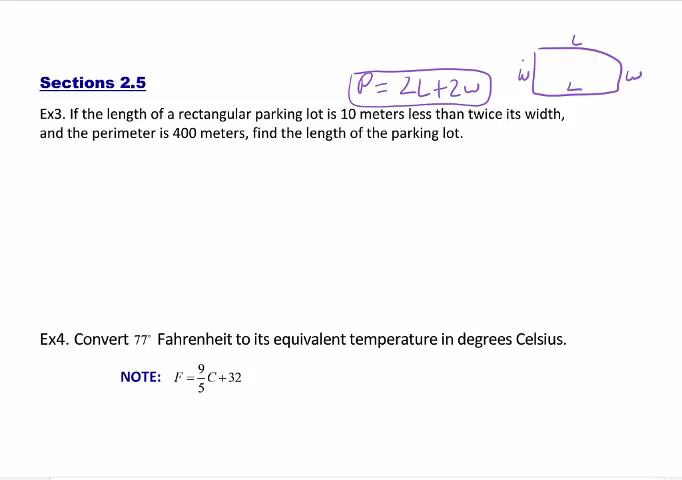 L
Sections 2.5
P = 2L + 2w
w
L
w
Ex3. If the length of a rectangular parking lot is 10 meters less than twice its width,
and the perimeter is 400 meters, find the length of the parking lot.
Ex4. Convert 77° Fahrenheit to its equivalent temperature in degrees Celsius.
NOTE: F = 9/5 C + 32